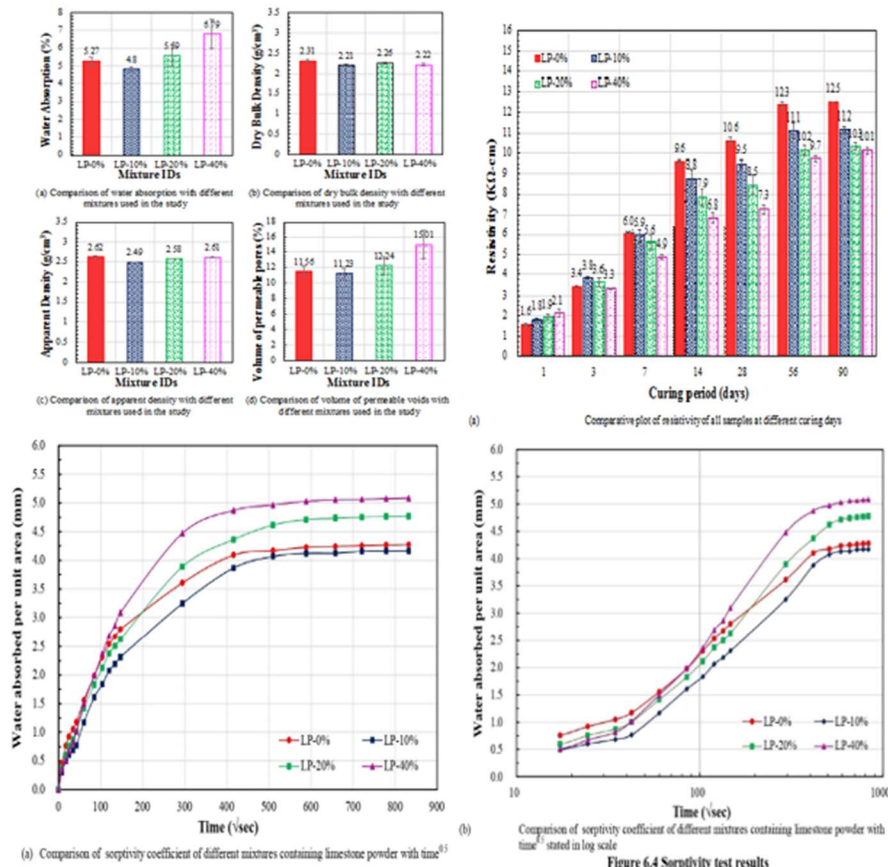 Water Absorption (%)
8
7
6
5
4
3
2
1
0
5.27
4.8
5.69
6.79
LP-0% LP-10% LP-20% LP-40%
Mixture IDs
(a) Comparison of water absorption with different
mixtures used in the study
Dry Bulk Density (g/cm³)
3.5
3
2.5
2
1.5
1
0.5
0
2.31
2.21
2.26
2.22
LP-0% LP-10% LP-20% LP-40%
Mixture IDs
(b) Comparison of dry bulk density with different
mixtures used in the study
Apparent Density (g/cm³)
3.5
3
2.5
2
1.5
1
0.5
0
2.62
2.49
2.58
2.61
LP-0% LP-10% LP-20% LP-40%
Mixture IDs
(c) Comparison of apparent density with different
mixtures used in the study
Volume of permeable pores (%)
18
16
14
12
10
8
6
4
2
0
11.56
11.23
12.24
15.01
LP-0% LP-10% LP-20% LP-40%
Mixture IDs
(d) Comparison of volume of permeable voids with
different mixtures used in the study
Resistivity (KΩ-cm)
16
15
14
13
12
11
10
9
8
7
6
5
4
3
2
1
0
LP-0% LP-10%
LP-20% LP-40%
1.6 1.8 1.9 2.1
3.4 3.8 3.6 3.3
6.0 5.9 5.6 4.9
9.6 8.8 7.9 6.8
10.6 9.5 8.5 7.3
12.3 11.1 10.2 9.7
12.5 11.2 10.3 10.1
1 3 7 14 28 56 90
Curing period (days)
(a) Comparative plot of resistivity of all samples at different curing days
Water absorbed per unit area (mm)
6.0
5.5
5.0
4.5
4.0
3.5
3.0
2.5
2.0
1.5
1.0
0.5
0.0
LP-0% LP-10%
LP-20% LP-40%
0 100 200 300 400 500 600 700 800 900
Time (√sec)
(a) Comparison of sorptivity coefficient of different mixtures containing limestone powder with time⁰·⁵
Water absorbed per unit area (mm)
6.0
5.5
5.0
4.5
4.0
3.5
3.0
2.5
2.0
1.5
1.0
0.5
0.0
LP-0% LP-10%
LP-20% LP-40%
10 100 1000
Time (√sec)
(b) Comparison of sorptivity coefficient of different mixtures containing limestone powder with
time⁰·⁵ stated in log scale
Figure 6.4 Sorptivity test results